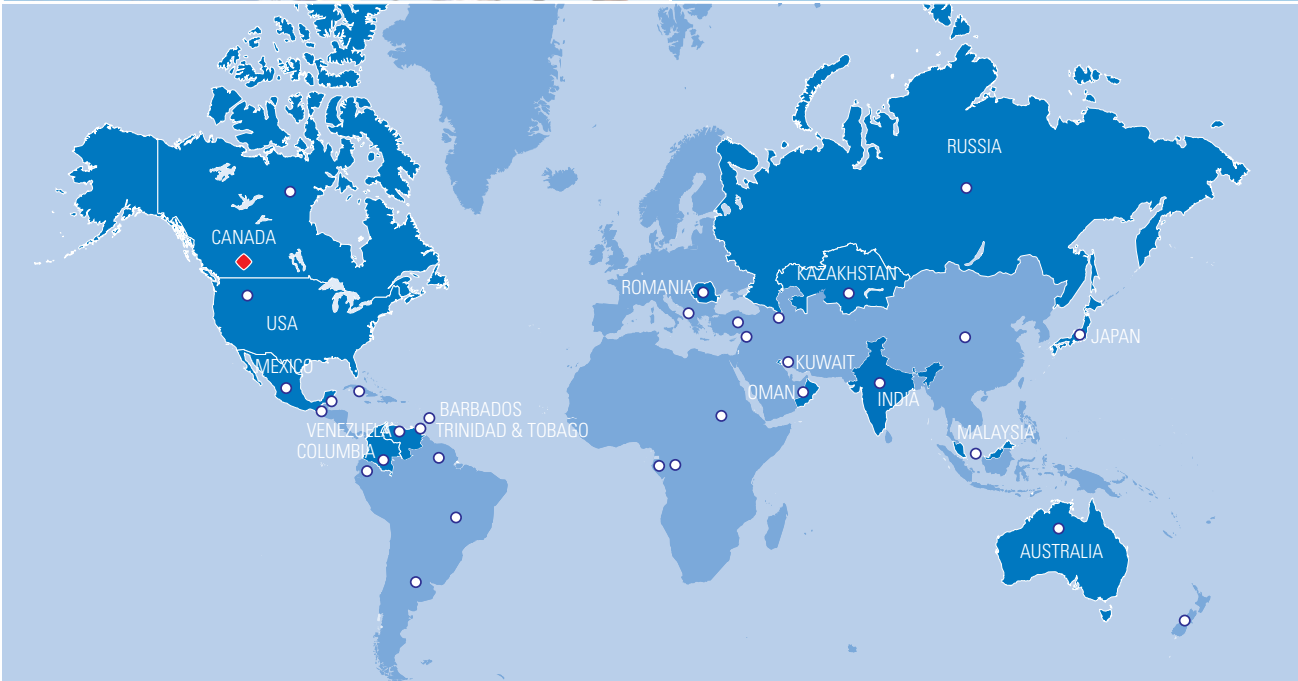 RUSSIA
CANADA
KAZAKHSTAN
ROMANIA
USA
JAPAN
MEXICO
KUWAIT
OMAN
INDIA
BARBADOS
VENEZUELA
TRINIDAD & TOBAGO
MALAYSIA
COLUMBIA
AUSTRALIA